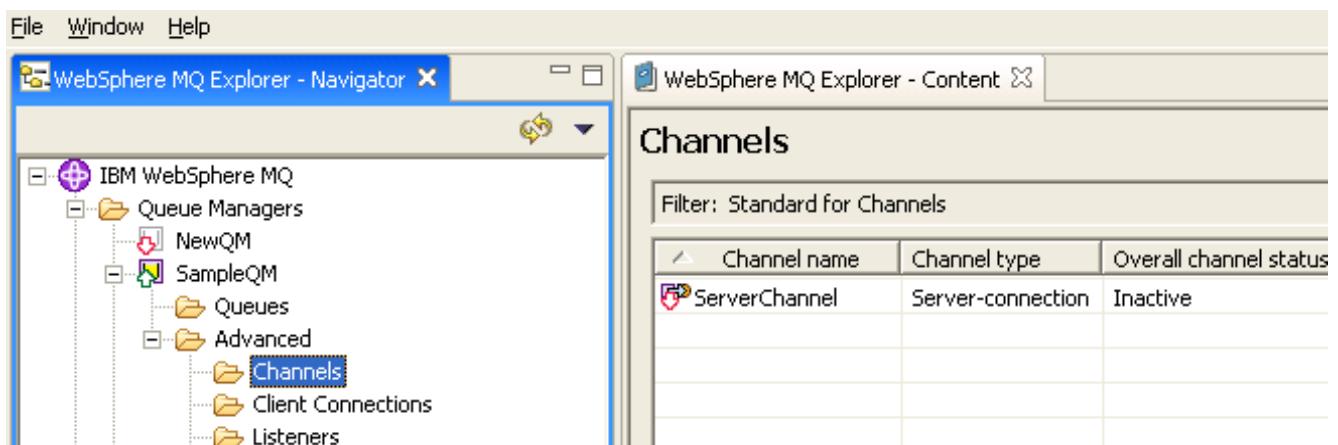 File Window Help
WebSphere MQ Explorer - Navigator
WebSphere MQ Explorer - Content
IBM WebSphere MQ
Queue Managers
NewQM
SampleQM
Queues
Advanced
Channels
Client Connections
Listeners
Channels
Filter: Standard for Channels
Channel name Channel type Overall channel status
ServerChannel Server-connection Inactive